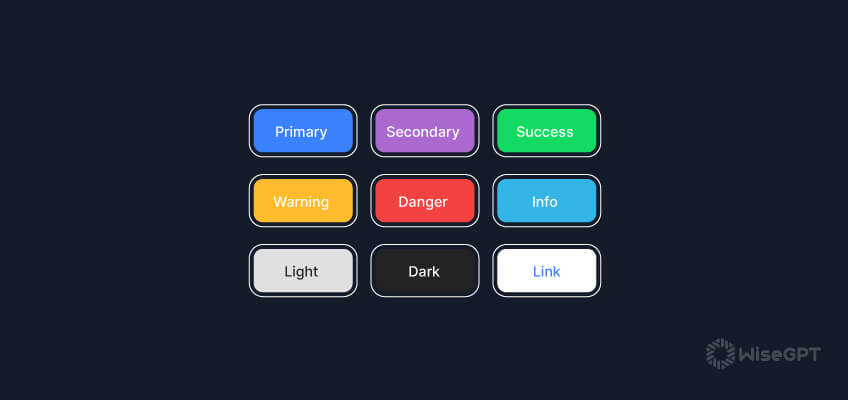 Primary Secondary Success
Warning Danger Info
Light Dark Link
WiseGPT